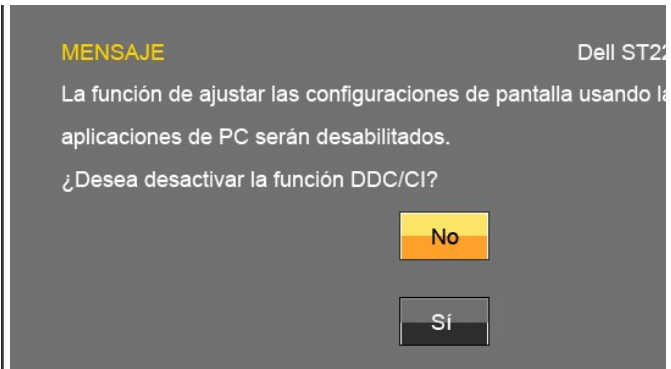 MENSAJE Dell ST22
La función de ajustar las configuraciones de pantalla usando la
aplicaciones de PC serán desabilitados.
¿Desea desactivar la función DDC/CI?
No
Sí